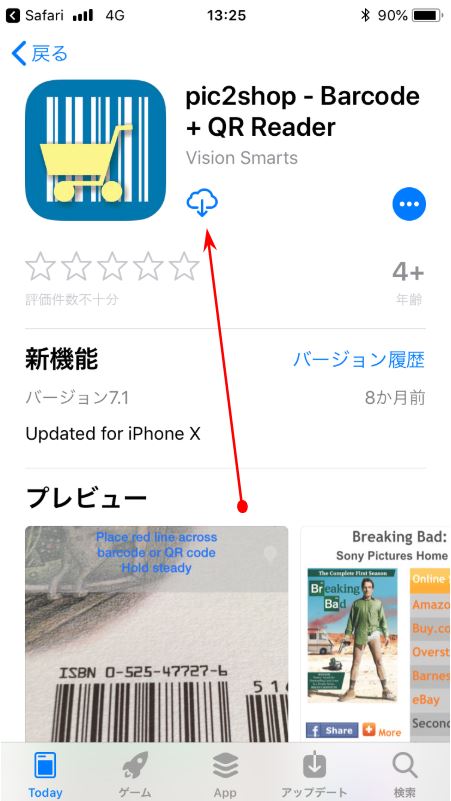 Safari 4G 13:25 90%
戻る
pic2shop - Barcode
+ QR Reader
Vision Smarts
4+
評価件数不十分 年齢
新機能 バージョン履歴
バージョン7.1 8か月前
Updated for iPhone X
プレビュー
Place red line across
barcode or QR code
Hold steady
ISBN 0-525-47727-6
51
Breaking Bad:
Sony Pictures Home
The Complete First Season
Breaking
Bad
Online
Amazo
Buy.co
Overst
Barnes
eBay
Second
f Share + More
Today ゲーム App アップデート 検索